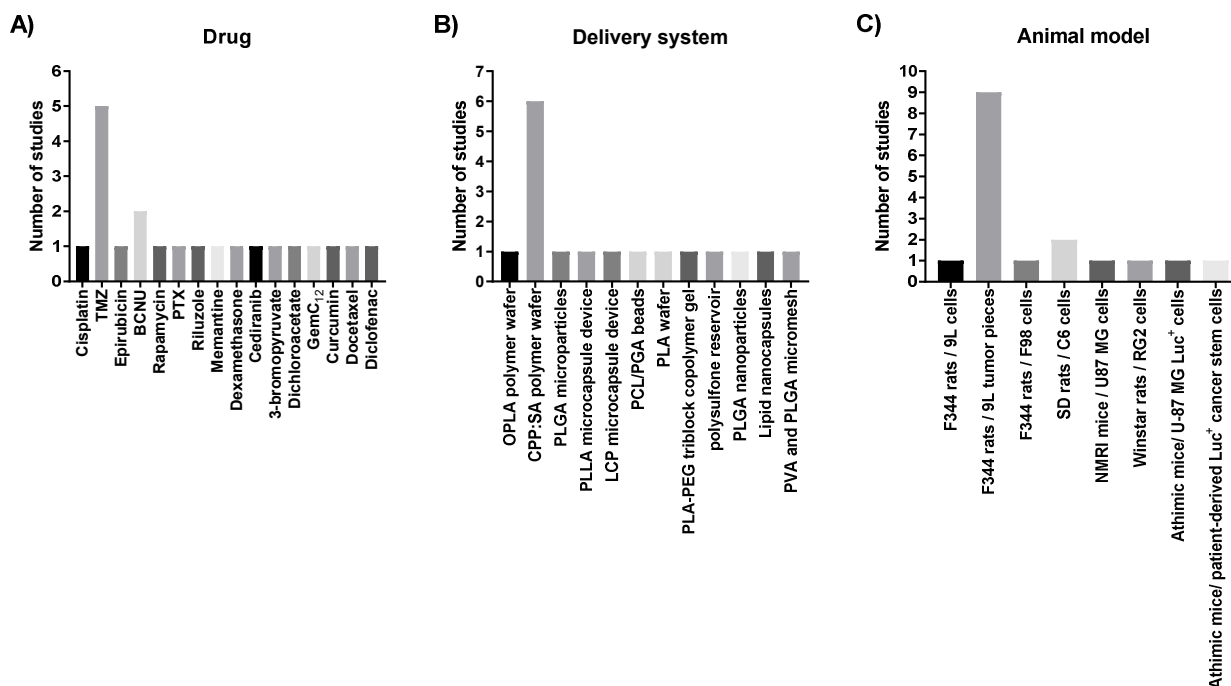 A)
Drug
Number of studies
6
5
4
3
2
1
0
Cisplatin
TMZ
Epirubicin
BCNU
Rapamycin
PTX
Riluzole
Memantine
Dexamethasone
Cediranib
3-bromopyruvate
Dichloroacetate
GemC12
Curcumin
Docetaxel
Diclofenac
B)
Delivery system
Number of studies
7
6
5
4
3
2
1
0
OPLA polymer wafer
CPP:SA polymer wafer
PLGA microparticles
PLLA microcapsule device
LCP microcapsule device
PCL/PGA beads
PLA wafer
PLA-PEG triblock copolymer gel
polysulfone reservoir
PLGA nanoparticles
Lipid nanocapsules
PVA and PLGA micromesh
C)
Animal model
Number of studies
10
9
8
7
6
5
4
3
2
1
0
F344 rats / 9L cells
F344 rats / 9L tumor pieces
F344 rats / F98 cells
SD rats / C6 cells
NMRI mice / U87 MG cells
Winstar rats / RG2 cells
Athimic mice/ U-87 MG Luc+ cells
Athimic mice/ patient-derived Luc+ cancer stem cells